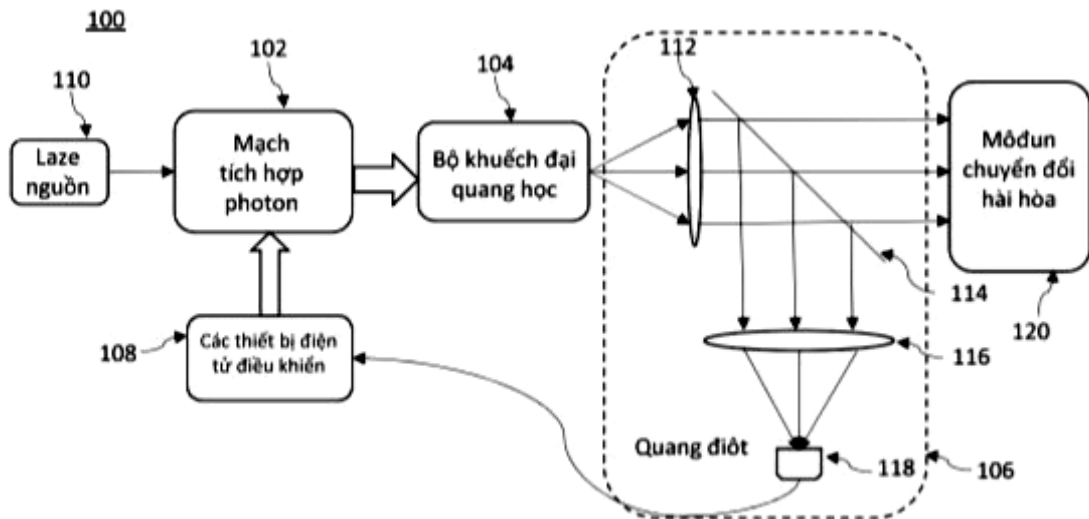 100
110
102
104
112
Laze
nguồn
Mạch
tích hợp
photon
Bộ khuếch đại
quang học
Môđun
chuyển đổi
hài hòa
114
120
108
Các thiết bị điện
tử điều khiển
116
Quang điôt
118
106